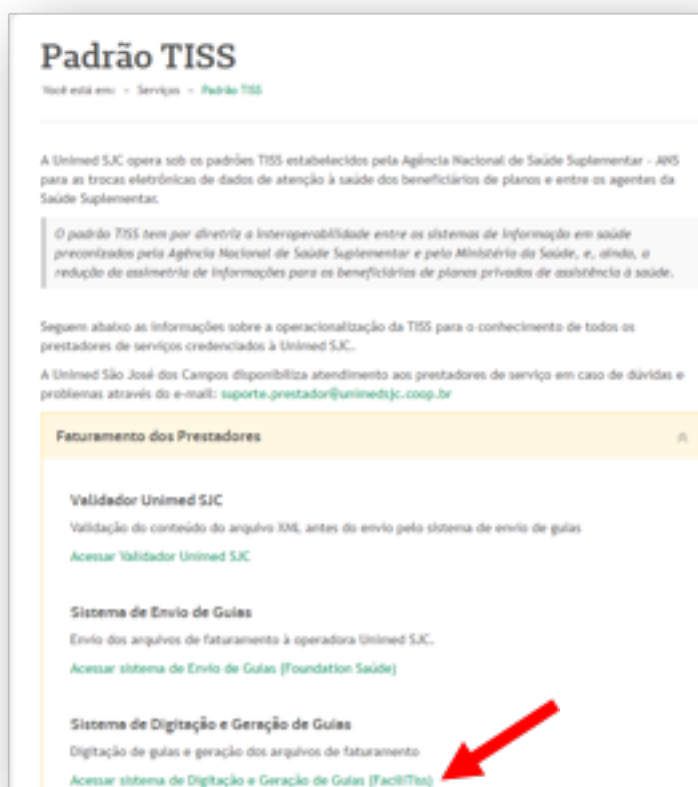 Padrão TISS
Você está em: - Serviços - Padrão TISS
A Unimed SJC opera sob os padrões TISS estabelecidos pela Agência Nacional de Saúde Suplementar - ANS
para as trocas eletrônicas de dados de atenção à saúde dos beneficiários de planos e entre os agentes da
Saúde Suplementar.
O padrão TISS tem por diretriz a interoperabilidade entre os sistemas de informação em saúde
preconizados pela Agência Nacional de Saúde Suplementar e pelo Ministério da Saúde, e, ainda, a
redução da assimetria de informações para os beneficiários de planos privados de assistência à saúde.
Seguem abaixo as informações sobre a operacionalização da TISS para o conhecimento de todos os
prestadores de serviços credenciados à Unimed SJC.
A Unimed São José dos Campos disponibiliza atendimento aos prestadores de serviço em caso de dúvidas e
problemas através do e-mail: suporte.prestador@unimedsjc.coop.br
Faturamento dos Prestadores
Validador Unimed SJC
Validação do conteúdo do arquivo XML antes do envio pelo sistema de envio de guias
Acessar Validador Unimed SJC
Sistema de Envio de Guias
Envio dos arquivos de faturamento à operadora Unimed SJC.
Acessar sistema de Envio de Guias (Foundation Saúde)
Sistema de Digitação e Geração de Guias
Digitação de guias e geração dos arquivos de faturamento
Acessar sistema de Digitação e Geração de Guias (FaciliTiss)